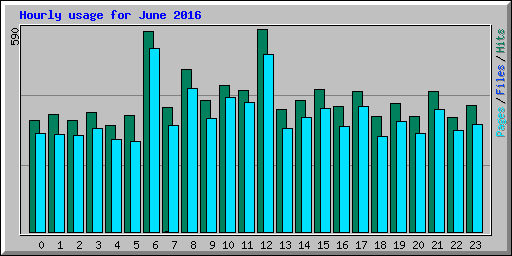 Hourly usage for June 2016
590
Pages/Files/Hits
0 1 2 3 4 5 6 7 8 9 10 11 12 13 14 15 16 17 18 19 20 21 22 23